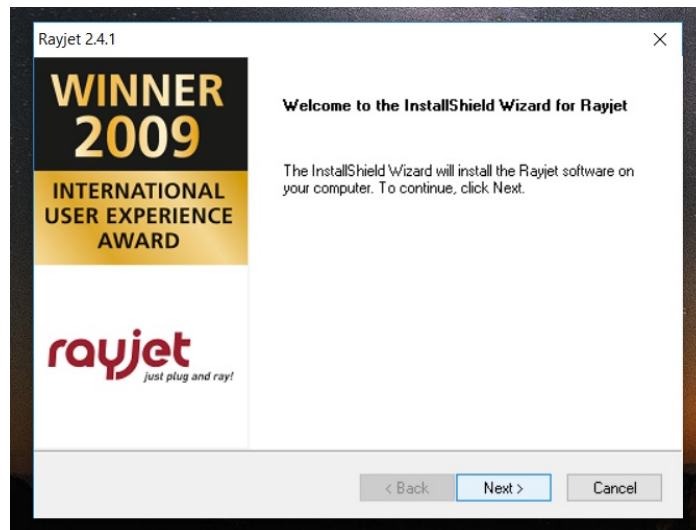 Rayjet 2.4.1
WINNER
2009
INTERNATIONAL
USER EXPERIENCE
AWARD
rayjet
just plug and ray!
Welcome to the InstallShield Wizard for Rayjet
The InstallShield Wizard will install the Rayjet software on
your computer. To continue, click Next.
< Back
Next >
Cancel